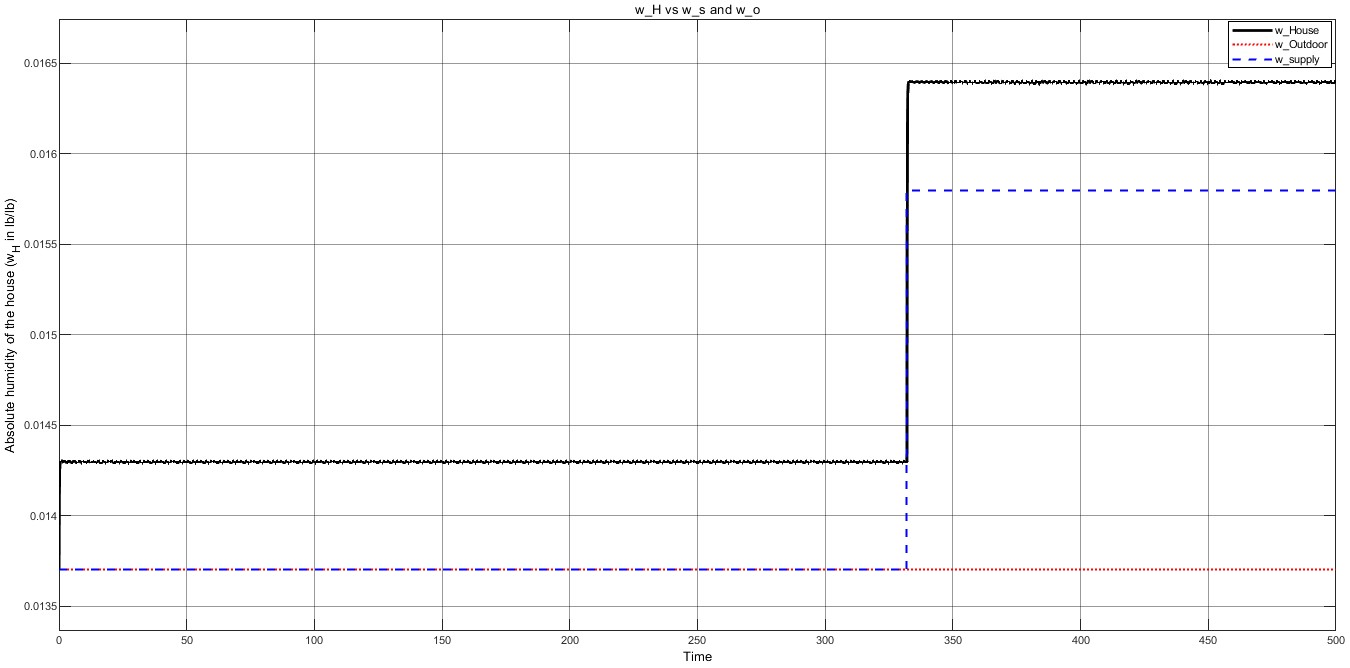 w_H vs w_s and w_o
w_House
w_Outdoor
w_supply
Absolute humidity of the house (w_H in lb/lb)
0.0165
0.016
0.0155
0.015
0.0145
0.014
0.0135
0 50 100 150 200 250 300 350 400 450 500
Time